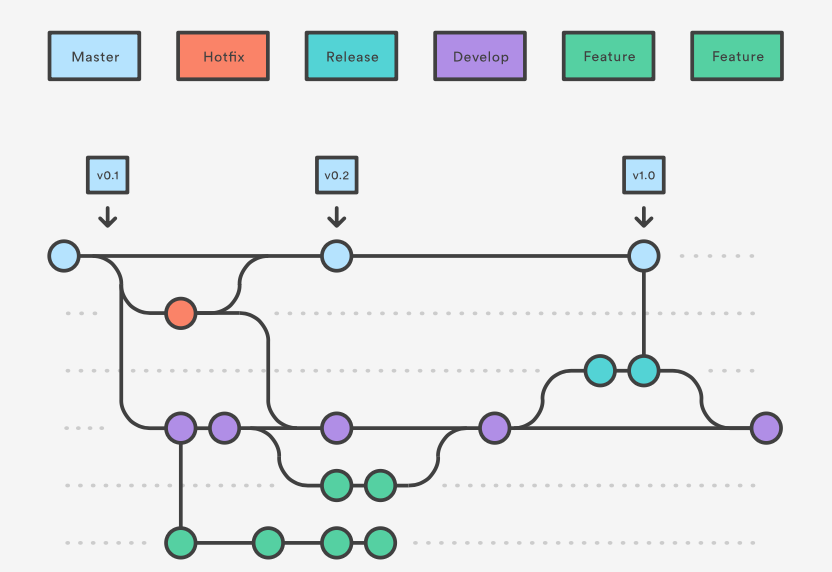 Master
Hotfix
Release
Develop
Feature
Feature
v0.1
v0.2
v1.0